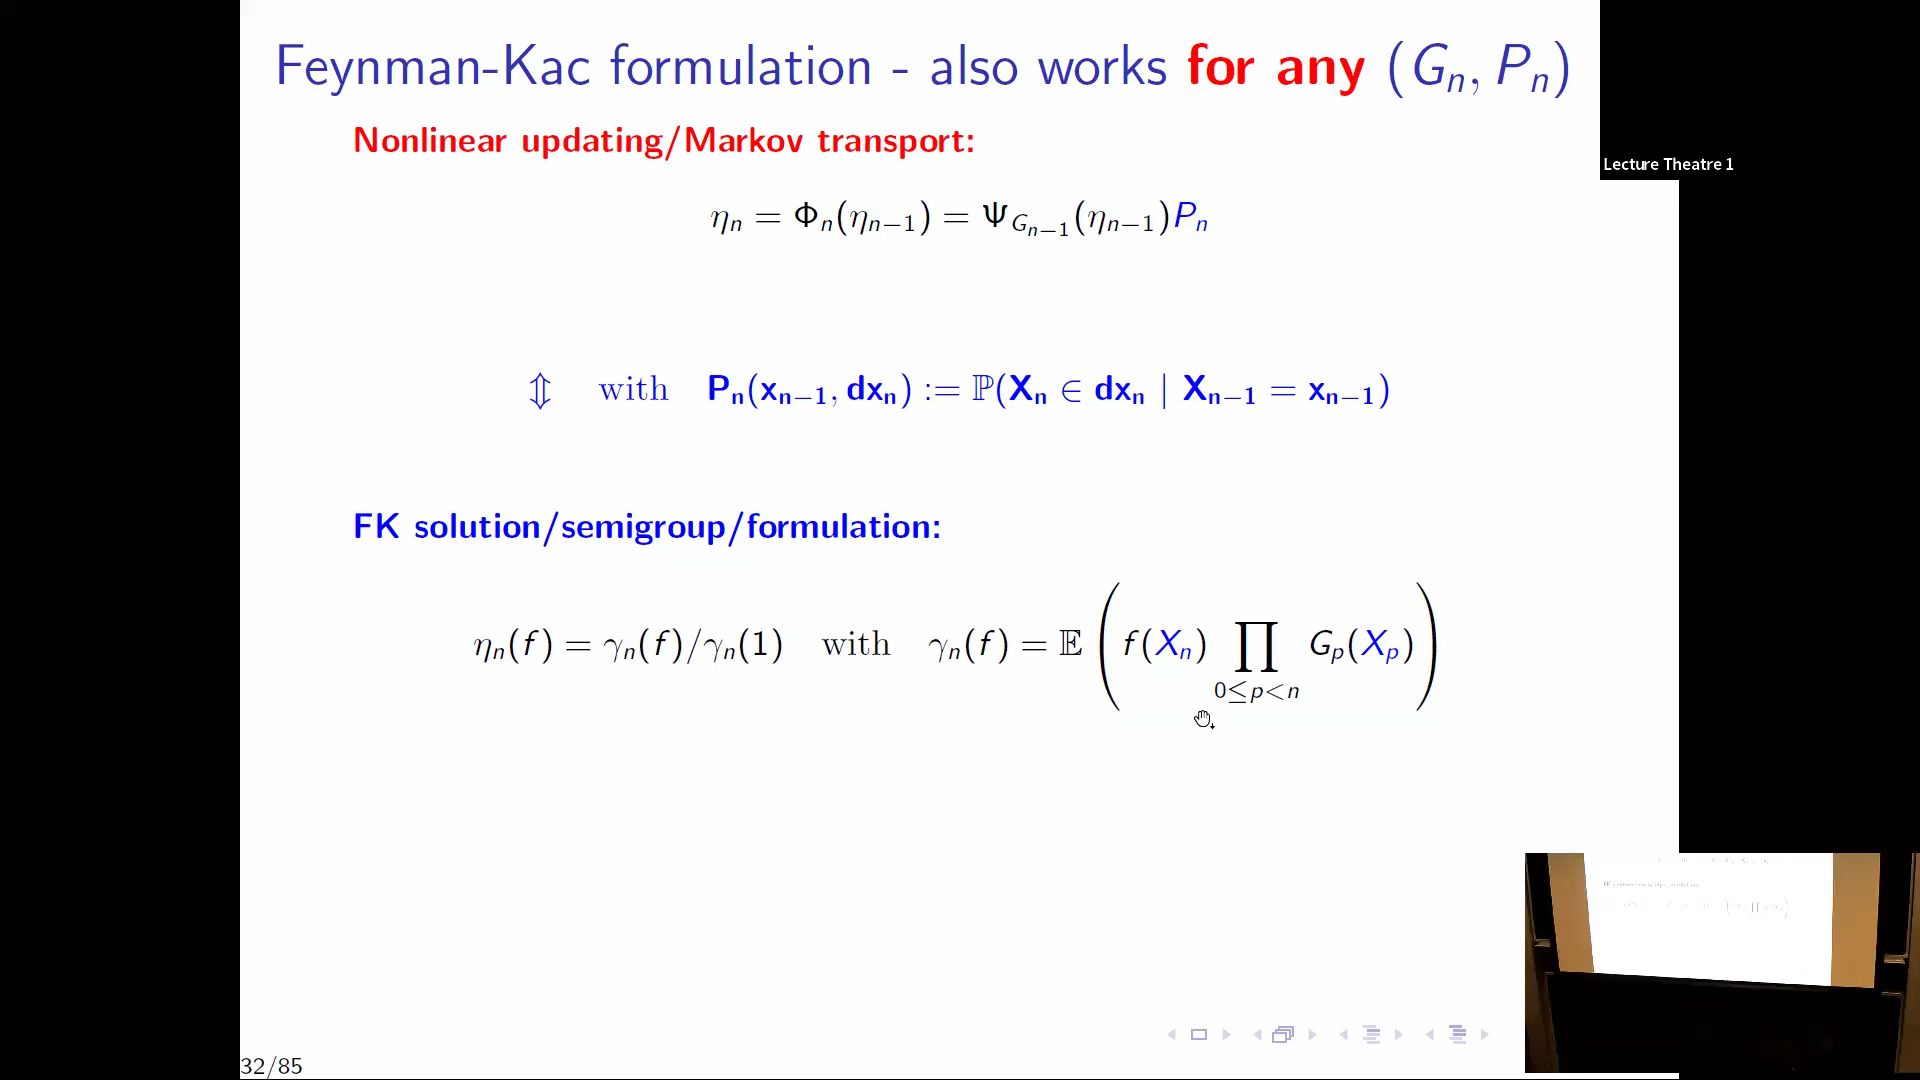 Feynman-Kac formulation - also works for any (Gₙ, Pₙ)
Nonlinear updating/Markov transport:
Lecture Theatre 1
ηₙ = Φₙ(ηₙ₋₁) = Ψ_{Gₙ₋₁}(ηₙ₋₁)Pₙ
⇕ with Pₙ(xₙ₋₁, dxₙ) := ℙ(Xₙ ∈ dxₙ | Xₙ₋₁ = xₙ₋₁)
FK solution/semigroup/formulation:
ηₙ(f) = γₙ(f)/γₙ(1) with γₙ(f) = 𝔼 ( f(Xₙ) ∏_{0≤p<n} Gₚ(Xₚ) )
32/85